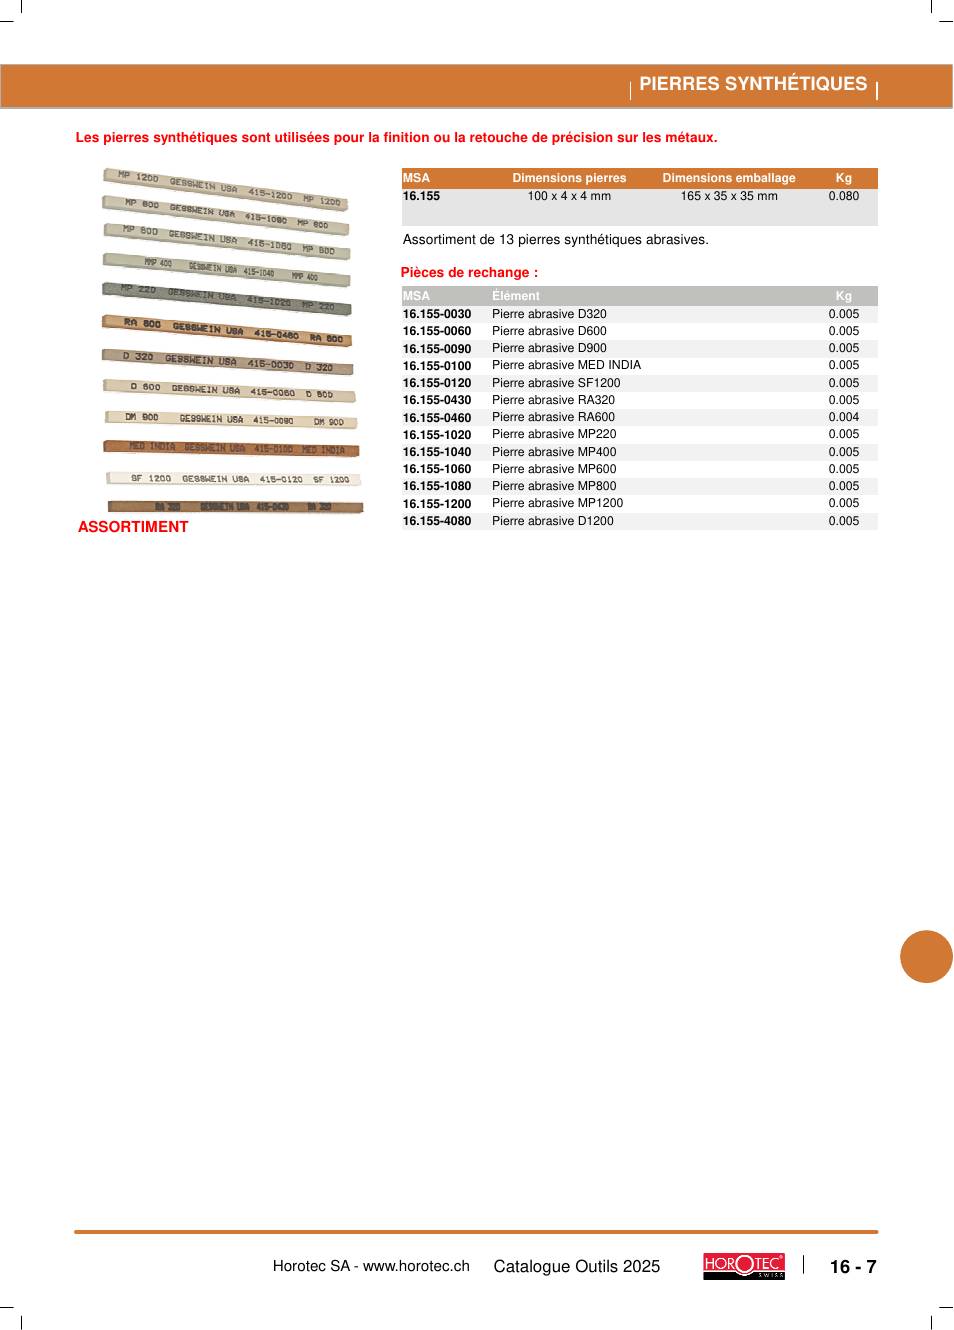 PIERRES SYNTHÉTIQUES
Les pierres synthétiques sont utilisées pour la finition ou la retouche de précision sur les métaux.
MP 1200 GESSWEIN USA 415-1200 MP 1200
MP 800 GESSWEIN USA 415-1080 MP 800
MP 600 GESSWEIN USA 415-1060 MP 600
MMP 400 GESSWEIN USA 415-1040 MMP 400
MP 220 GESSWEIN USA 415-1020 MP 220
RA 600 GESSWEIN USA 415-0460 RA 600
D 320 GESSWEIN USA 415-0030 D 320
D 600 GESSWEIN USA 415-0060 D 600
DM 900 GESSWEIN USA 415-0090 DM 900
MED INDIA GESSWEIN USA 415-0100 MED INDIA
SF 1200 GESSWEIN USA 415-0120 SF 1200
RA 320 GESSWEIN USA 415-0430 RA 320
ASSORTIMENT
MSA Dimensions pierres Dimensions emballage Kg
16.155 100 x 4 x 4 mm 165 x 35 x 35 mm 0.080
Assortiment de 13 pierres synthétiques abrasives.
Pièces de rechange :
MSA Élément Kg
16.155-0030 Pierre abrasive D320 0.005
16.155-0060 Pierre abrasive D600 0.005
16.155-0090 Pierre abrasive D900 0.005
16.155-0100 Pierre abrasive MED INDIA 0.005
16.155-0120 Pierre abrasive SF1200 0.005
16.155-0430 Pierre abrasive RA320 0.005
16.155-0460 Pierre abrasive RA600 0.004
16.155-1020 Pierre abrasive MP220 0.005
16.155-1040 Pierre abrasive MP400 0.005
16.155-1060 Pierre abrasive MP600 0.005
16.155-1080 Pierre abrasive MP800 0.005
16.155-1200 Pierre abrasive MP1200 0.005
16.155-4080 Pierre abrasive D1200 0.005
Horotec SA - www.horotec.ch Catalogue Outils 2025 HOROTEC SWISS 16 - 7